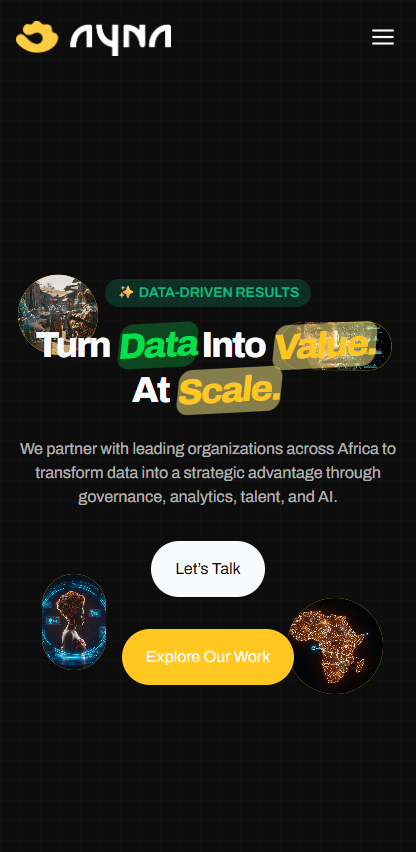 AYNA
✨ DATA-DRIVEN RESULTS
Turn Data Into Value.
At Scale.
We partner with leading organizations across Africa to
transform data into a strategic advantage through
governance, analytics, talent, and AI.
Let’s Talk
Explore Our Work